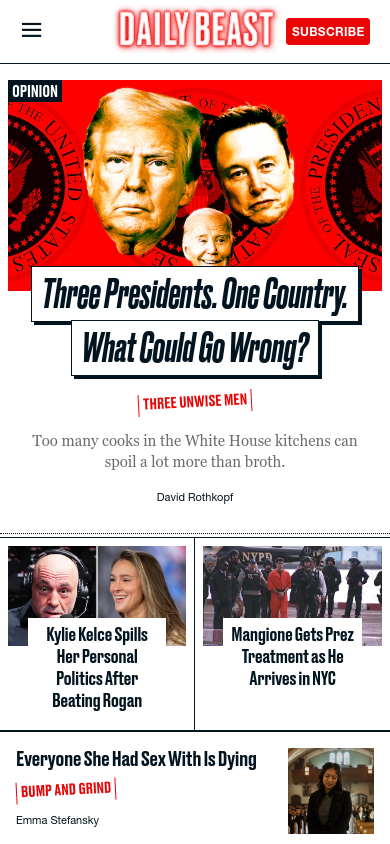 DAILY BEAST
SUBSCRIBE
OPINION
THE UNITED STATES
SEAL OF THE PRESIDENT
Three Presidents. One Country.
What Could Go Wrong?
THREE UNWISE MEN
Too many cooks in the White House kitchens can
spoil a lot more than broth.
David Rothkopf
NYPD
Kylie Kelce Spills
Her Personal
Politics After
Beating Rogan
Mangione Gets Prez
Treatment as He
Arrives in NYC
Everyone She Had Sex With Is Dying
BUMP AND GRIND
Emma Stefansky